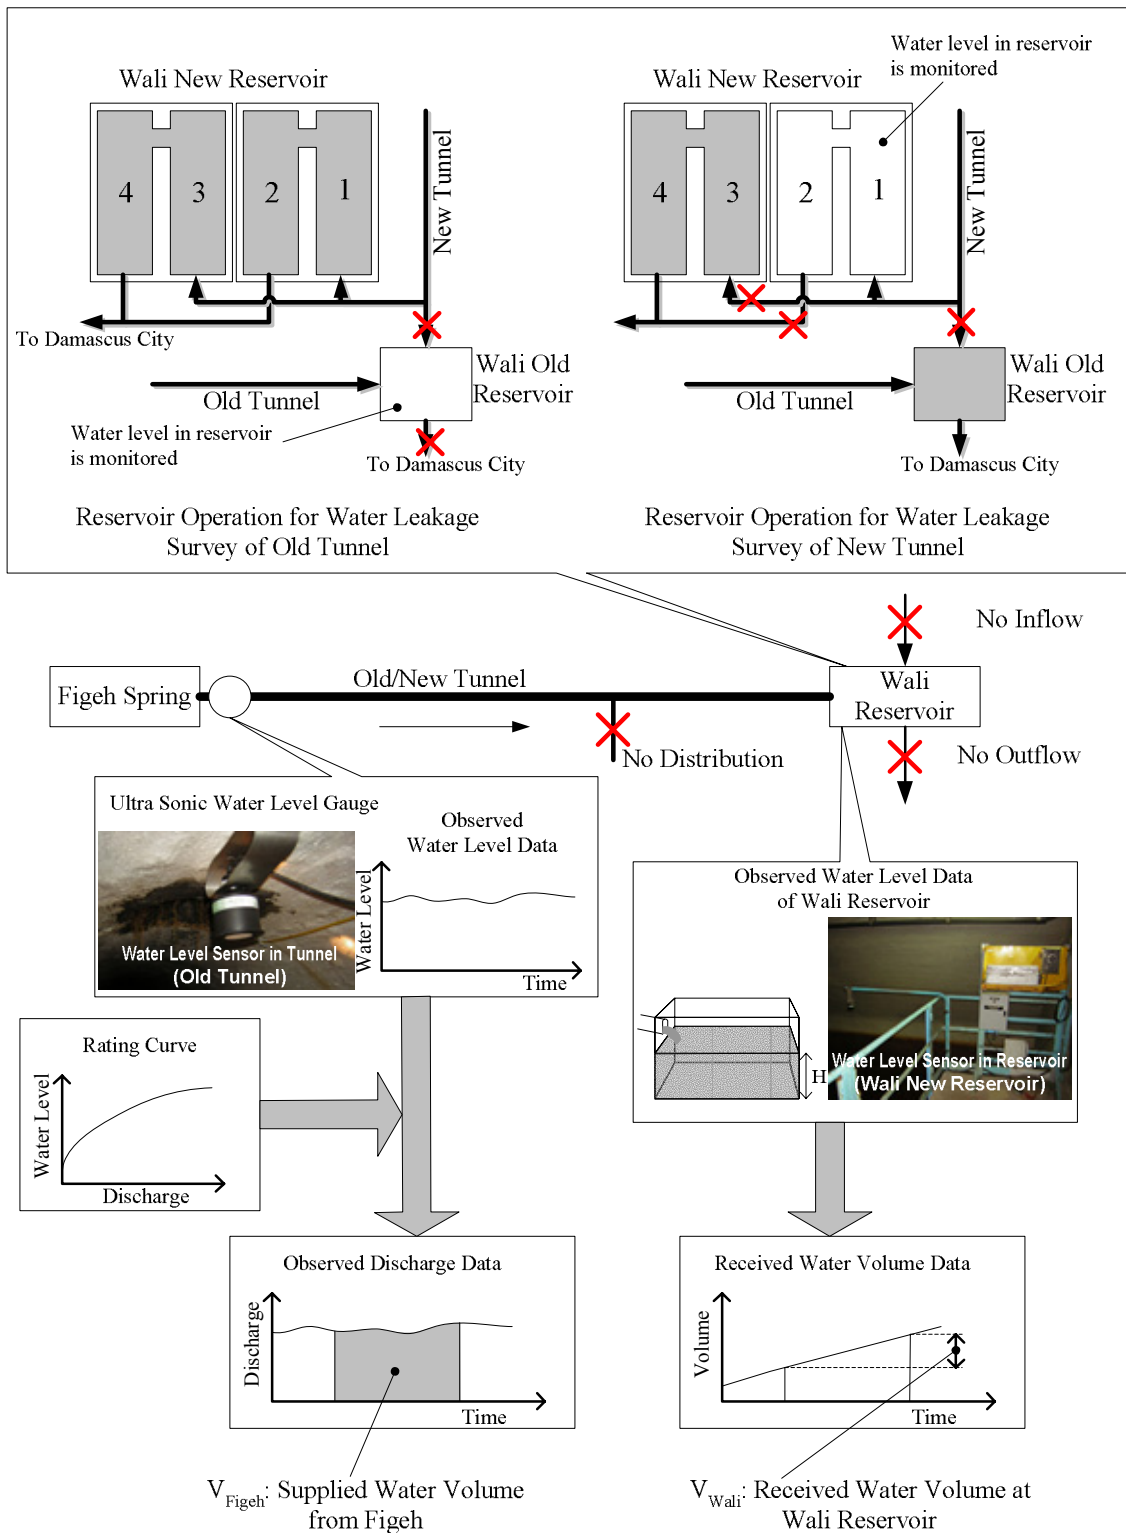 Water level in reservoir
is monitored
Wali New Reservoir
Wali New Reservoir
4
3
2
1
New Tunnel
4
3
2
1
New Tunnel
To Damascus City
Wali Old
Reservoir
Old Tunnel
Water level in reservoir
is monitored
To Damascus City
Wali Old
Reservoir
Old Tunnel
To Damascus City
Reservoir Operation for Water Leakage
Survey of Old Tunnel
Reservoir Operation for Water Leakage
Survey of New Tunnel
No Inflow
Figeh Spring
Old/New Tunnel
Wali
Reservoir
No Distribution
No Outflow
Ultra Sonic Water Level Gauge
Observed
Water Level Data
Water Level
Time
Water Level Sensor in Tunnel
(Old Tunnel)
Observed Water Level Data
of Wali Reservoir
H
Water Level Sensor in Reservoir
(Wali New Reservoir)
Rating Curve
Water Level
Discharge
Observed Discharge Data
Discharge
Time
Received Water Volume Data
Volume
Time
VFigeh: Supplied Water Volume
from Figeh
VWali: Received Water Volume at
Wali Reservoir